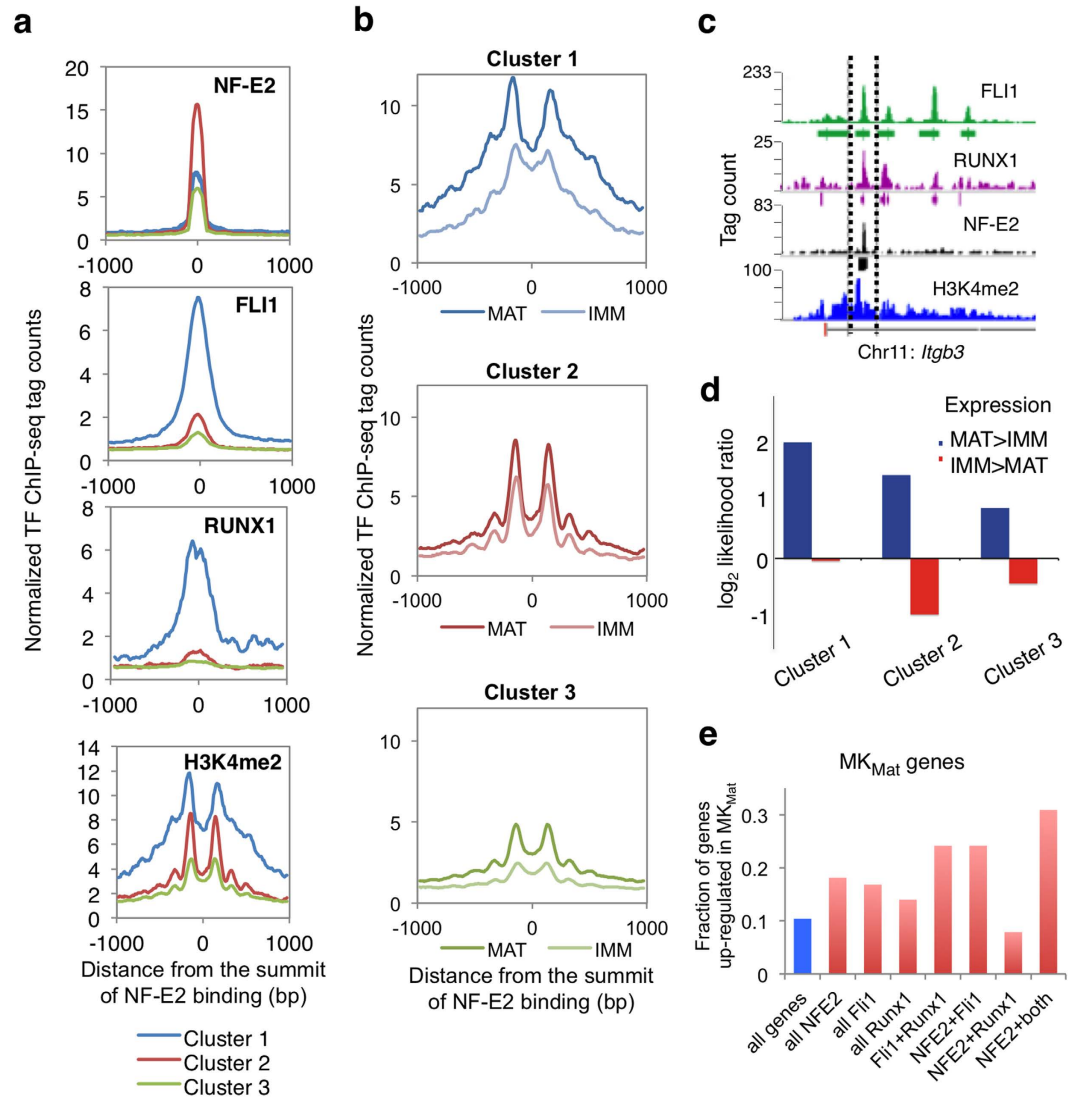 a
NF-E2
20
15
10
5
0
-1000 0 1000
FLI1
8
6
4
2
0
-1000 0 1000
RUNX1
8
6
4
2
0
-1000 0 1000
H3K4me2
14
12
10
8
6
4
2
0
-1000 0 1000
Normalized TF ChIP-seq tag counts
Distance from the summit
of NF-E2 binding (bp)
Cluster 1
Cluster 2
Cluster 3
b
Cluster 1
10
5
0
-1000 0 1000
MAT IMM
Cluster 2
10
5
0
-1000 0 1000
MAT IMM
Cluster 3
10
5
0
-1000 0 1000
MAT IMM
Normalized TF ChIP-seq tag counts
Distance from the summit
of NF-E2 binding (bp)
c
Tag count
233
FLI1
25
RUNX1
83
NF-E2
100
H3K4me2
Chr11: Itgb3
d
Expression
MAT>IMM
IMM>MAT
log2 likelihood ratio
2
1
0
-1
Cluster 1
Cluster 2
Cluster 3
e
MKMat genes
Fraction of genes
up-regulated in MKMat
0.3
0.2
0.1
0
all genes
all NFE2
all Fli1
all Runx1
Fli1+Runx1
NFE2+Fli1
NFE2+Runx1
NFE2+both